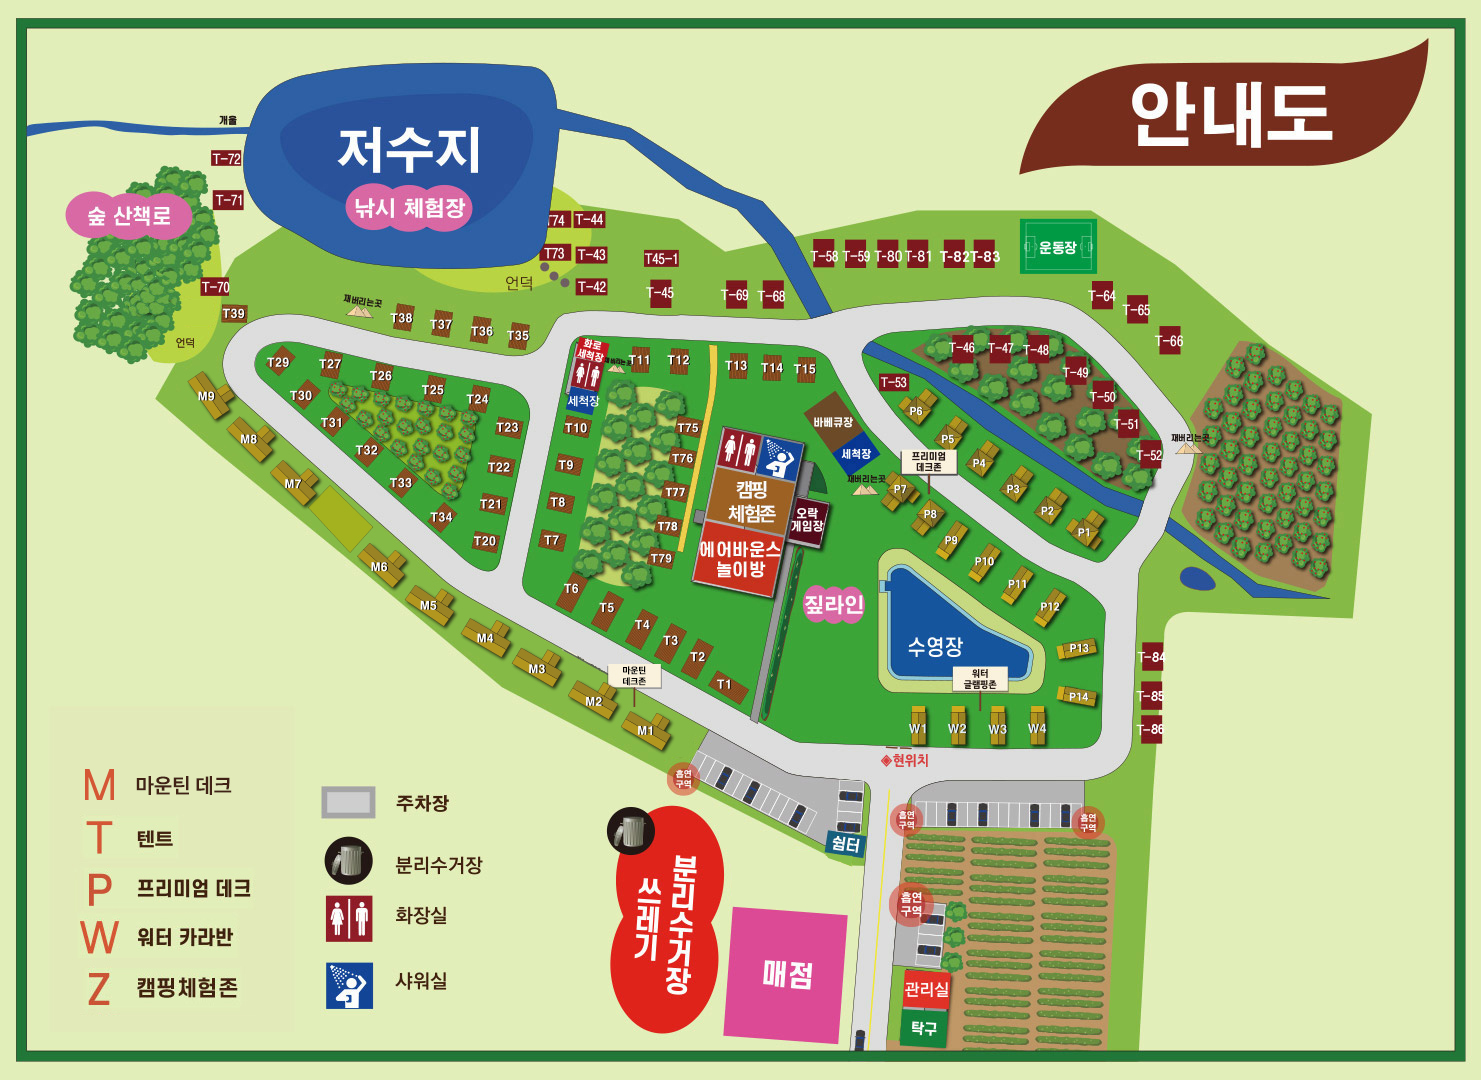 안내도
개울
저수지
낚시 체험장
T-72
T-71
숲 산책로
T-70
T39
언덕
T74
T-44
T73
T-43
T-42
언덕
T45-1
T-45
T-69
T-68
T-58
T-59
T-80
T-81
T-82
T-83
운동장
T-64
T-65
T-66
재버리는곳
T38
T37
T36
T35
T29
T27
T26
T25
T24
T23
T22
T21
T20
T30
T31
T32
T33
T34
M9
M8
M7
M6
M5
M4
M3
M2
M1
화로
세척장
재버리는곳
세척장
T11
T12
T13
T14
T15
T10
T9
T8
T7
T6
T5
T4
T3
T2
T1
T75
T76
T77
T78
T79
캠핑
체험존
에어바운스
놀이방
오락
게임장
바베큐장
세척장
재버리는곳
프리미엄
데크존
T-46
T-47
T-48
T-49
T-50
T-51
T-52
T-53
재버리는곳
P6
P5
P4
P3
P2
P1
P7
P8
P9
P10
P11
P12
P13
P14
짚라인
수영장
워터
글램핑존
W1
W2
W3
W4
T-84
T-85
T-86
마운틴
데크존
현위치
흡연
구역
흡연
구역
흡연
구역
흡연
구역
쉼터
분리수거장
쓰레기
매점
관리실
탁구
M 마운틴 데크
T 텐트
P 프리미엄 데크
W 워터 카라반
Z 캠핑체험존
주차장
분리수거장
화장실
샤워실